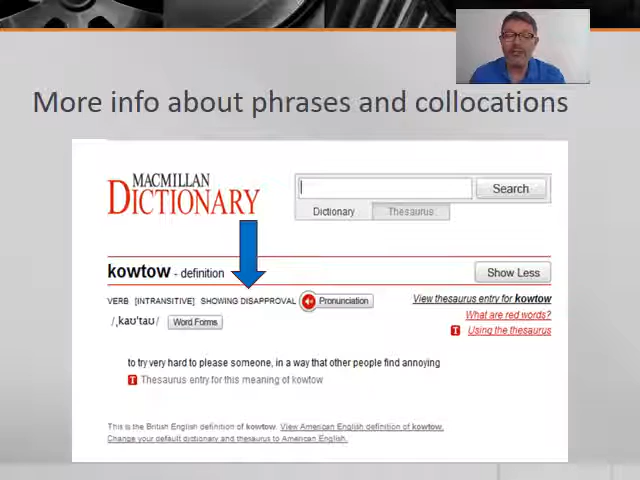 More info about phrases and collocations
MACMILLAN
DICTIONARY
Search
Dictionary
Thesaurus
kowtow - definition
Show Less
VERB [INTRANSITIVE] SHOWING DISAPPROVAL
Pronunciation
View thesaurus entry for kowtow
/ˌkaʊˈtaʊ/
Word Forms
What are red words?
T Using the thesaurus
to try very hard to please someone, in a way that other people find annoying
T Thesaurus entry for this meaning of kowtow
This is the British English definition of kowtow. View American English definition of kowtow.
Change your default dictionary and thesaurus to American English.